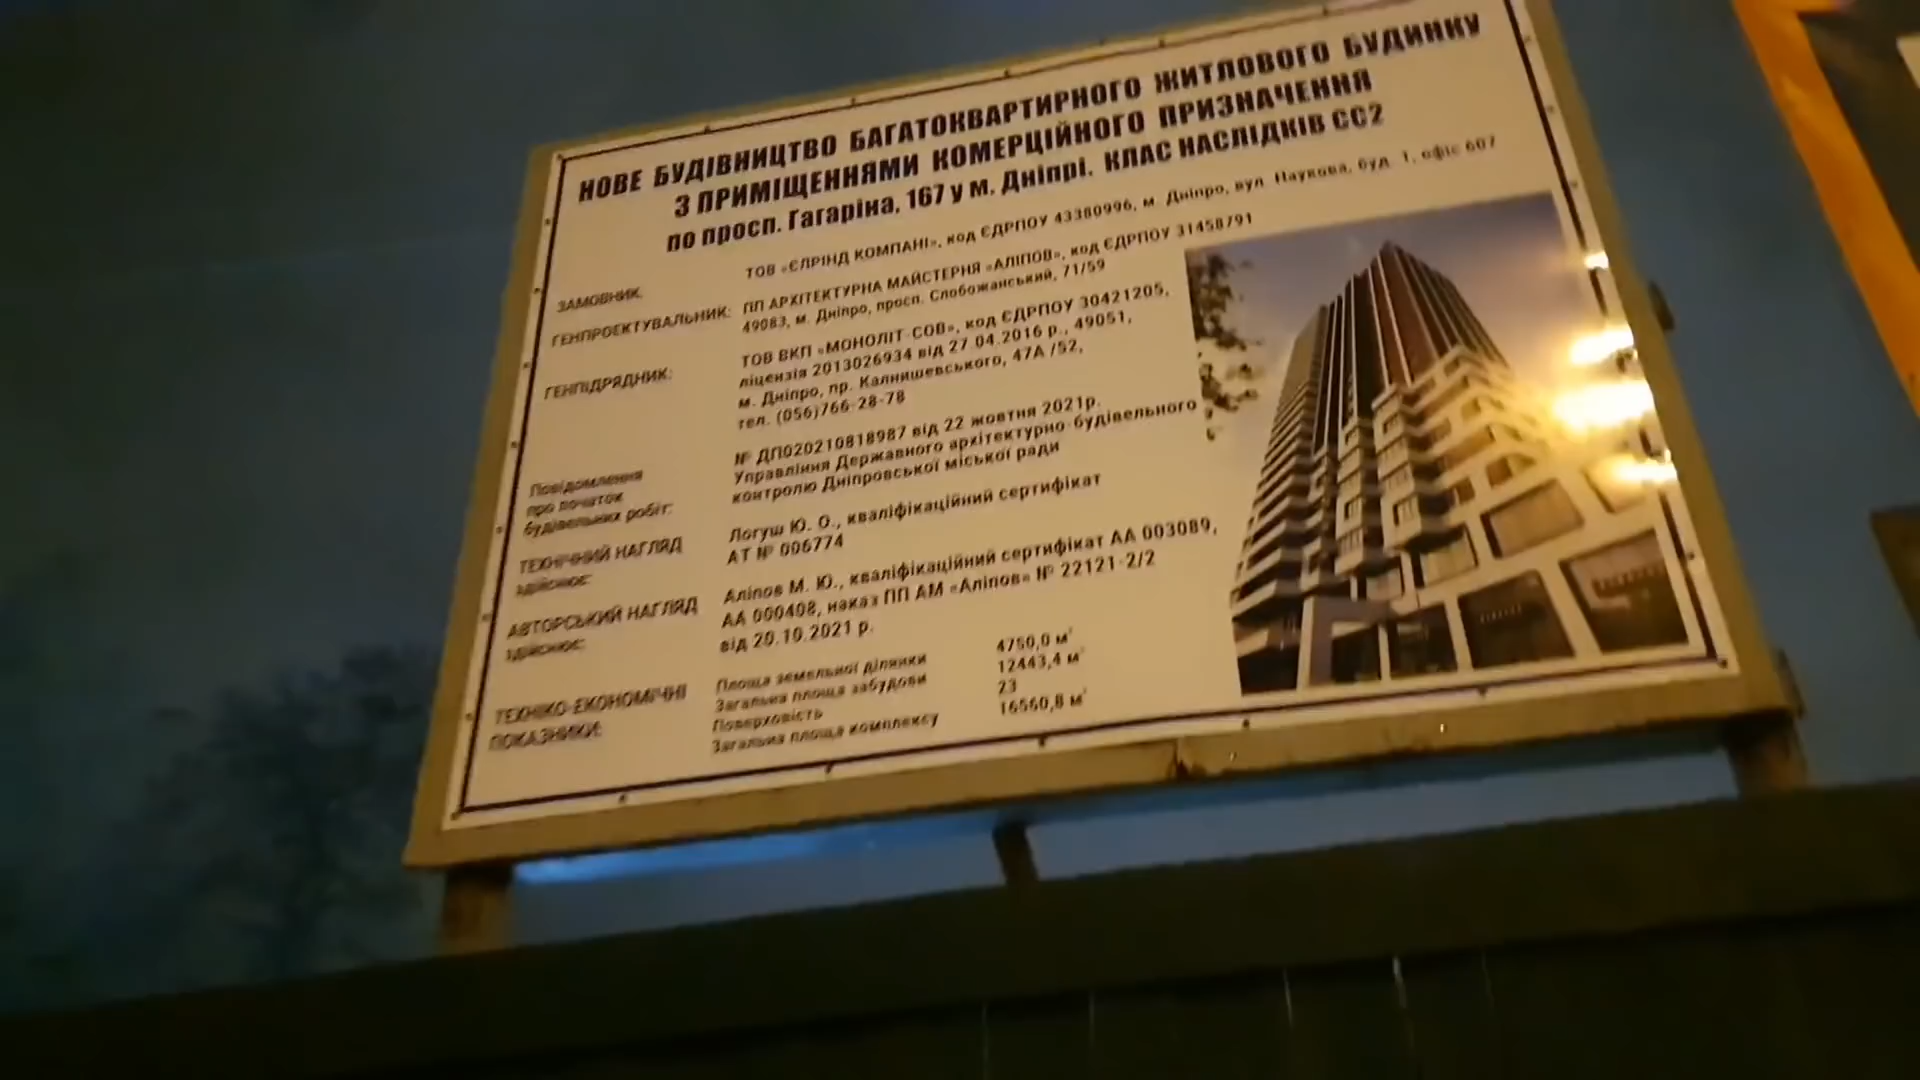 НОВЕ БУДІВНИЦТВО БАГАТОКВАРТИРНОГО ЖИТЛОВОГО БУДИНКУ
З ПРИМІЩЕННЯМИ КОМЕРЦІЙНОГО ПРИЗНАЧЕННЯ
по просп. Гагаріна, 167 у м. Дніпрі. КЛАС НАСЛІДКІВ СС2
ЗАМОВНИК: ТОВ «ЄЛРІНД КОМПАНІ», код ЄДРПОУ 43380996, м. Дніпро, вул. Наукова, буд. 1, офіс 607
ГЕНПРОЄКТУВАЛЬНИК: ПП АРХІТЕКТУРНА МАЙСТЕРНЯ «АЛІПОВ», код ЄДРПОУ 31458791
49083, м. Дніпро, просп. Слобожанський, 71/59
ГЕНПІДРЯДНИК: ТОВ ВКП «МОНОЛІТ-СОВ», код ЄДРПОУ 30421205,
ліцензія 2013026934 від 27.04.2016 р., 49051,
м. Дніпро, пр. Калнишевського, 47А /52,
тел. (056)766-28-78
Повідомлення
про початок
будівельних робіт:
№ ДП020210818987 від 22 жовтня 2021р.
Управління Державного архітектурно-будівельного
контролю Дніпровської міської ради
ТЕХНІЧНИЙ НАГЛЯД
здійснює:
Логуш Ю. О., кваліфікаційний сертифікат
АТ № 006774
АВТОРСЬКИЙ НАГЛЯД
здійснює:
Аліпов М. Ю., кваліфікаційний сертифікат АА 003089,
АА 000408, наказ ПП АМ «Аліпов» № 22121-2/2
від 20.10.2021 р.
ТЕХНІКО-ЕКОНОМІЧНІ
ПОКАЗНИКИ:
Площа земельної ділянки 4750,0 м²
Загальна площа забудови 12443,4 м²
Поверховість 23
Загальна площа комплексу 16560,8 м²